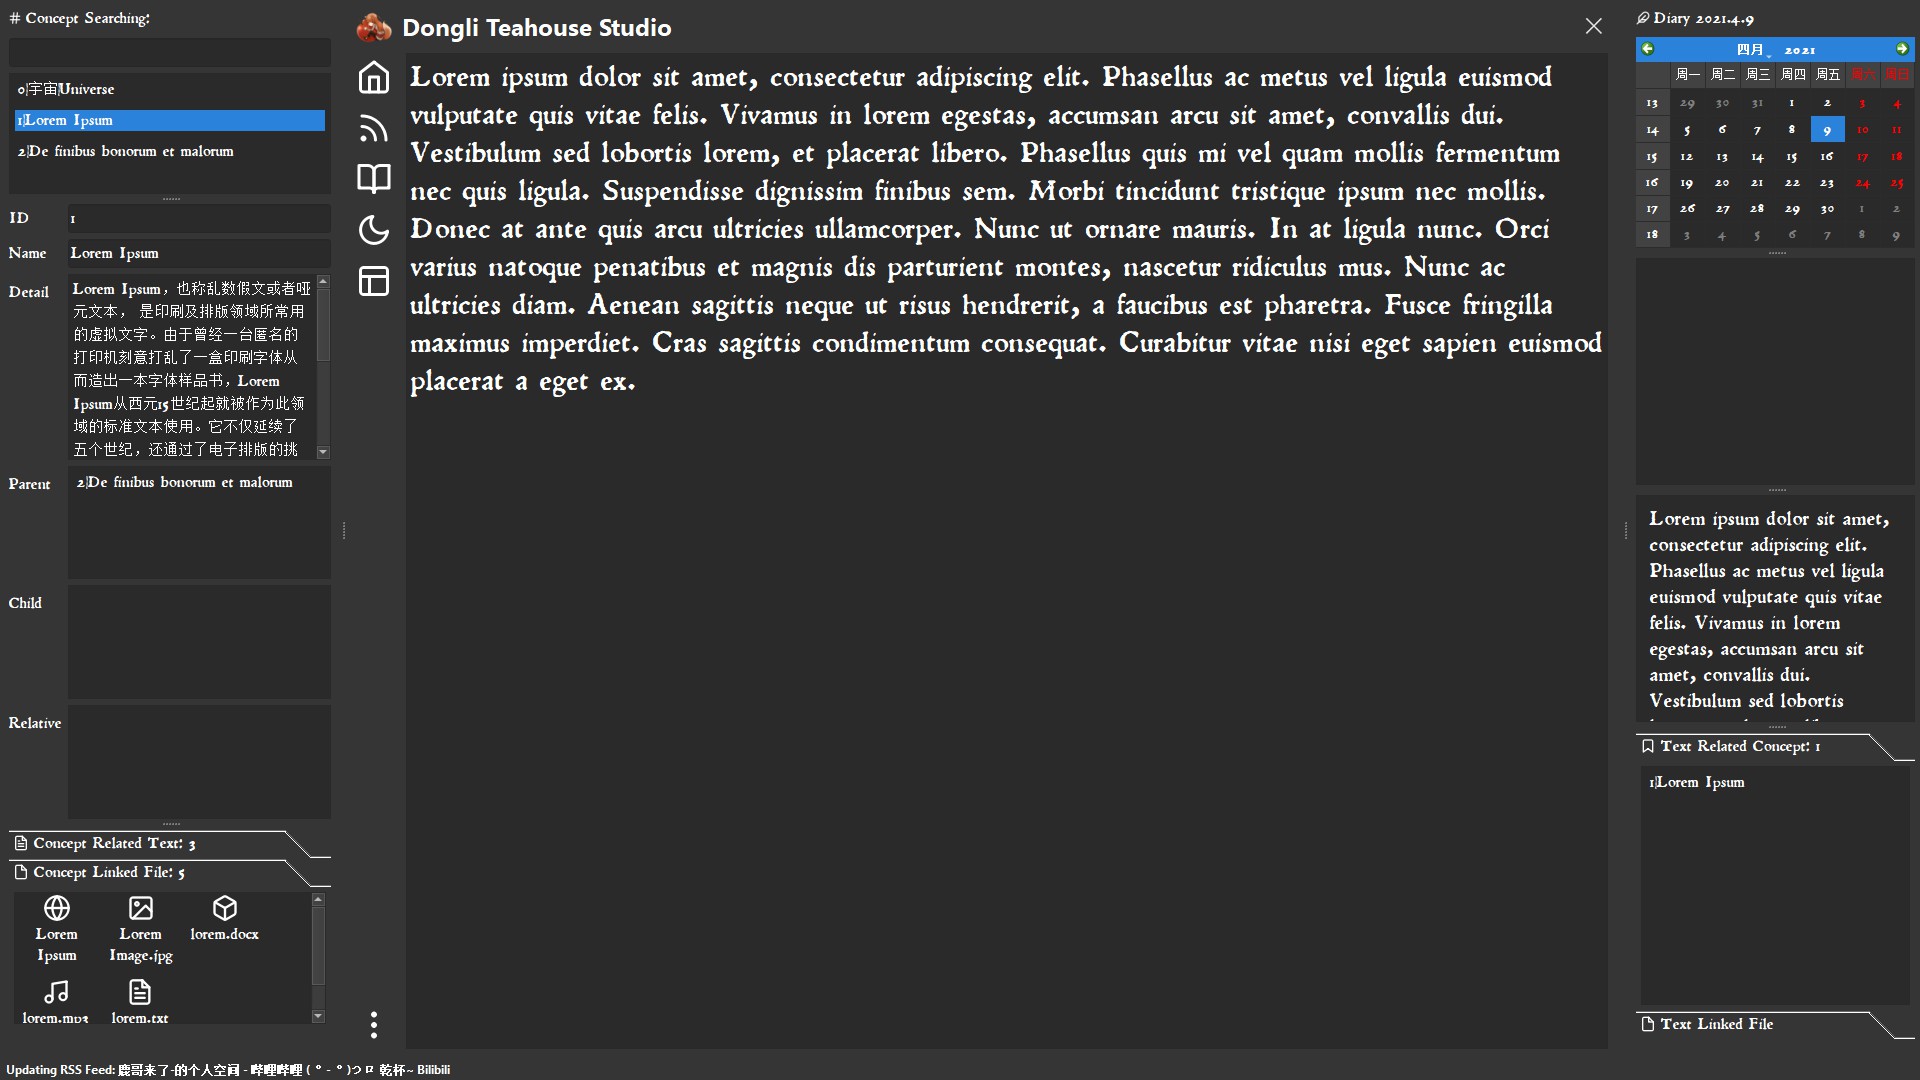 # Concept Searching:
0|宇宙|Universe
1|Lorem Ipsum
2|De finibus bonorum et malorum
ID
1
Name
Lorem Ipsum
Detail
Lorem Ipsum，也称乱数假文或者哑
元文本， 是印刷及排版领域所常用
的虚拟文字。由于曾经一台匿名的
打印机刻意打乱了一盒印刷字体从
而造出一本字体样品书，Lorem
Ipsum从西元15世纪起就被作为此领
域的标准文本使用。它不仅延续了
五个世纪，还通过了电子排版的挑
Parent
2|De finibus bonorum et malorum
Child
Relative
Concept Related Text: 3
Concept Linked File: 5
Lorem Ipsum
Lorem Image.jpg
lorem.docx
lorem.mp3
lorem.txt
Updating RSS Feed: 鹿哥来了-的个人空间 - 哔哩哔哩 ( ゜- ゜)つロ 乾杯~ Bilibili
Dongli Teahouse Studio
Lorem ipsum dolor sit amet, consectetur adipiscing elit. Phasellus ac metus vel ligula euismod
vulputate quis vitae felis. Vivamus in lorem egestas, accumsan arcu sit amet, convallis dui.
Vestibulum sed lobortis lorem, et placerat libero. Phasellus quis mi vel quam mollis fermentum
nec quis ligula. Suspendisse dignissim finibus sem. Morbi tincidunt tristique ipsum nec mollis.
Donec at ante quis arcu ultricies ullamcorper. Nunc ut ornare mauris. In at ligula nunc. Orci
varius natoque penatibus et magnis dis parturient montes, nascetur ridiculus mus. Nunc ac
ultricies diam. Aenean sagittis neque ut risus hendrerit, a faucibus est pharetra. Fusce fringilla
maximus imperdiet. Cras sagittis condimentum consequat. Curabitur vitae nisi eget sapien euismod
placerat a eget ex.
Diary 2021.4.9
四月 2021
周一 周二 周三 周四 周五 周六 周日
13 29 30 31 1 2 3 4
14 5 6 7 8 9 10 11
15 12 13 14 15 16 17 18
16 19 20 21 22 23 24 25
17 26 27 28 29 30 1 2
18 3 4 5 6 7 8 9
Lorem ipsum dolor sit amet,
consectetur adipiscing elit.
Phasellus ac metus vel ligula
euismod vulputate quis vitae
felis. Vivamus in lorem
egestas, accumsan arcu sit
amet, convallis dui.
Vestibulum sed lobortis
Text Related Concept: 1
1|Lorem Ipsum
Text Linked File